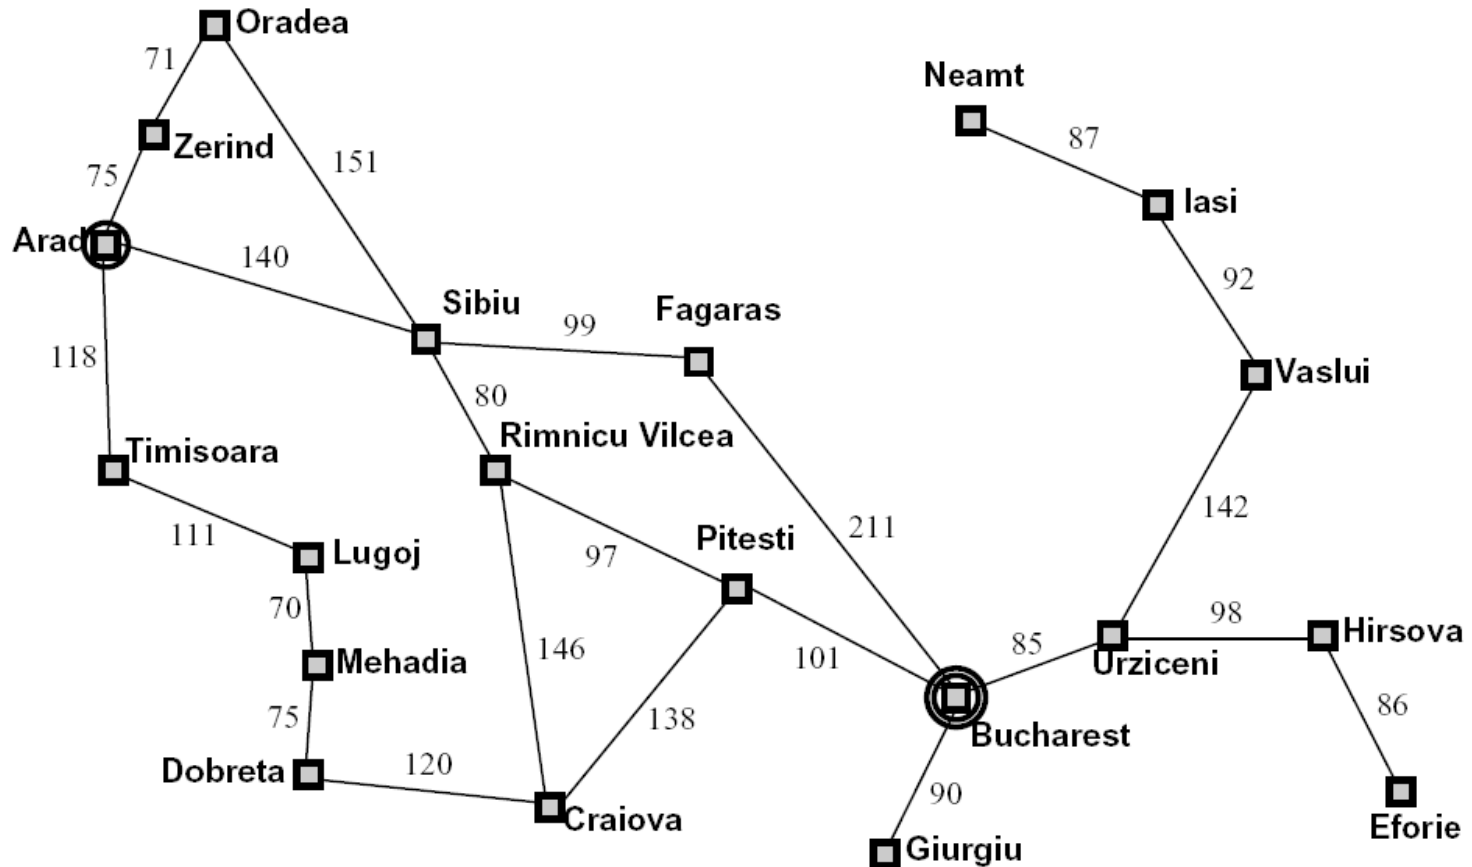 Oradea
71
Neamt
87
Zerind
151
75
Iasi
Arad
140
92
Sibiu
Fagaras
99
118
Vaslui
80
Rimnicu Vilcea
Timisoara
142
211
111
Lugoj
97
Pitesti
70
98
Hirsova
146
85
101
Urziceni
Mehadia
86
75
138
Bucharest
Dobreta
120
90
Craiova
Eforie
Giurgiu